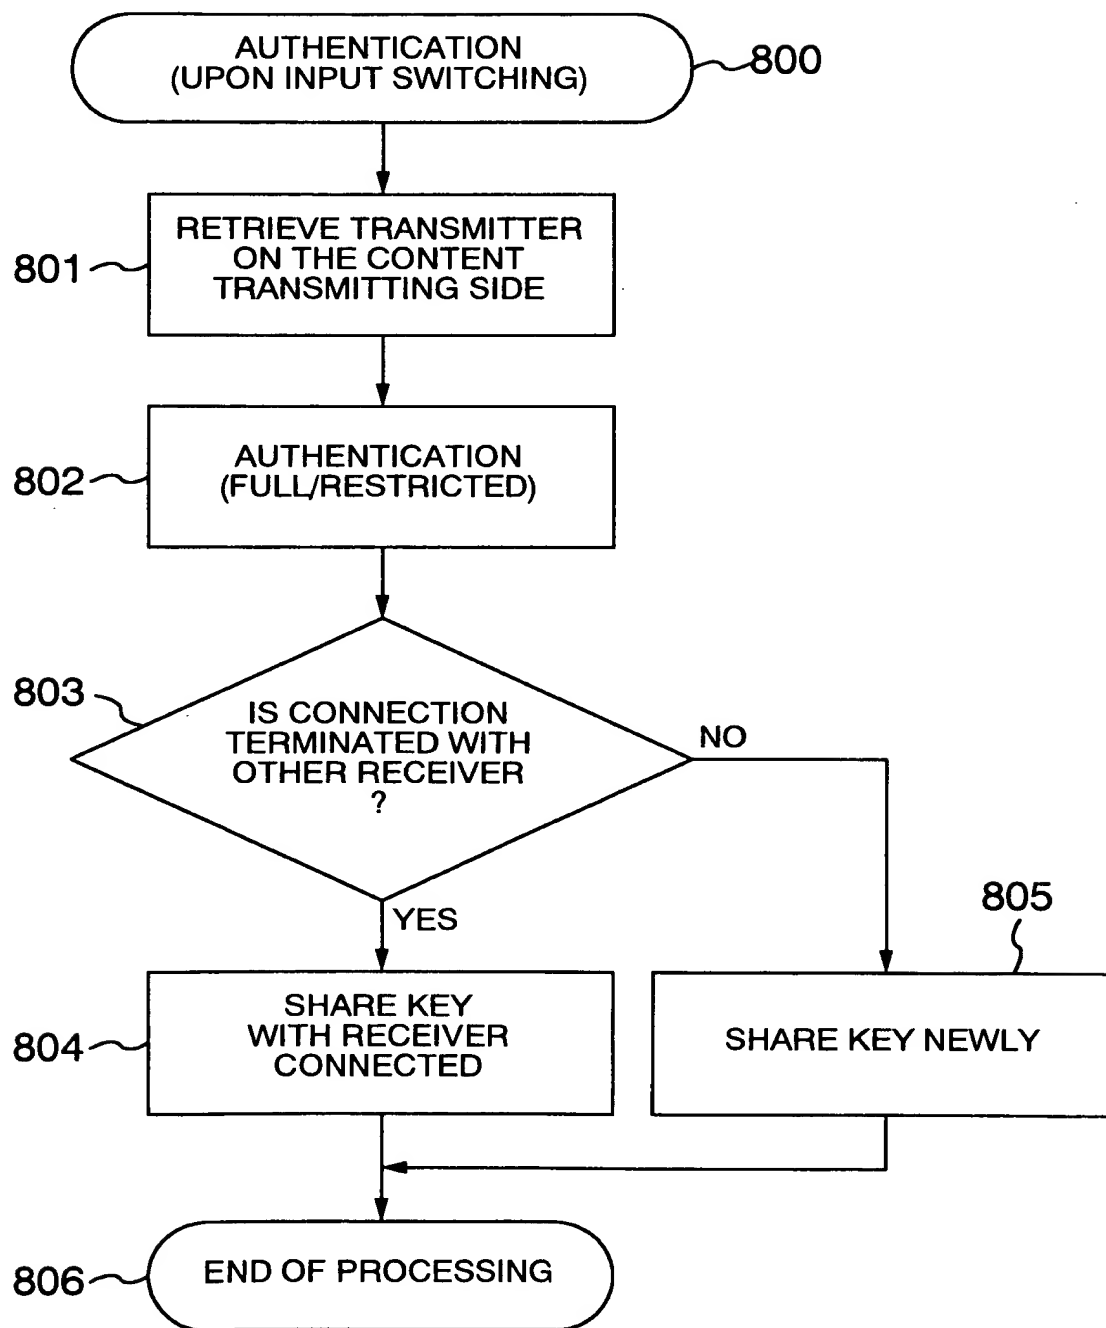 AUTHENTICATION
(UPON INPUT SWITCHING)
800
RETRIEVE TRANSMITTER
ON THE CONTENT
TRANSMITTING SIDE
801
AUTHENTICATION
(FULL/RESTRICTED)
802
803
IS CONNECTION
TERMINATED WITH
OTHER RECEIVER
?
NO
YES
805
SHARE KEY
WITH RECEIVER
CONNECTED
804
SHARE KEY NEWLY
END OF PROCESSING
806